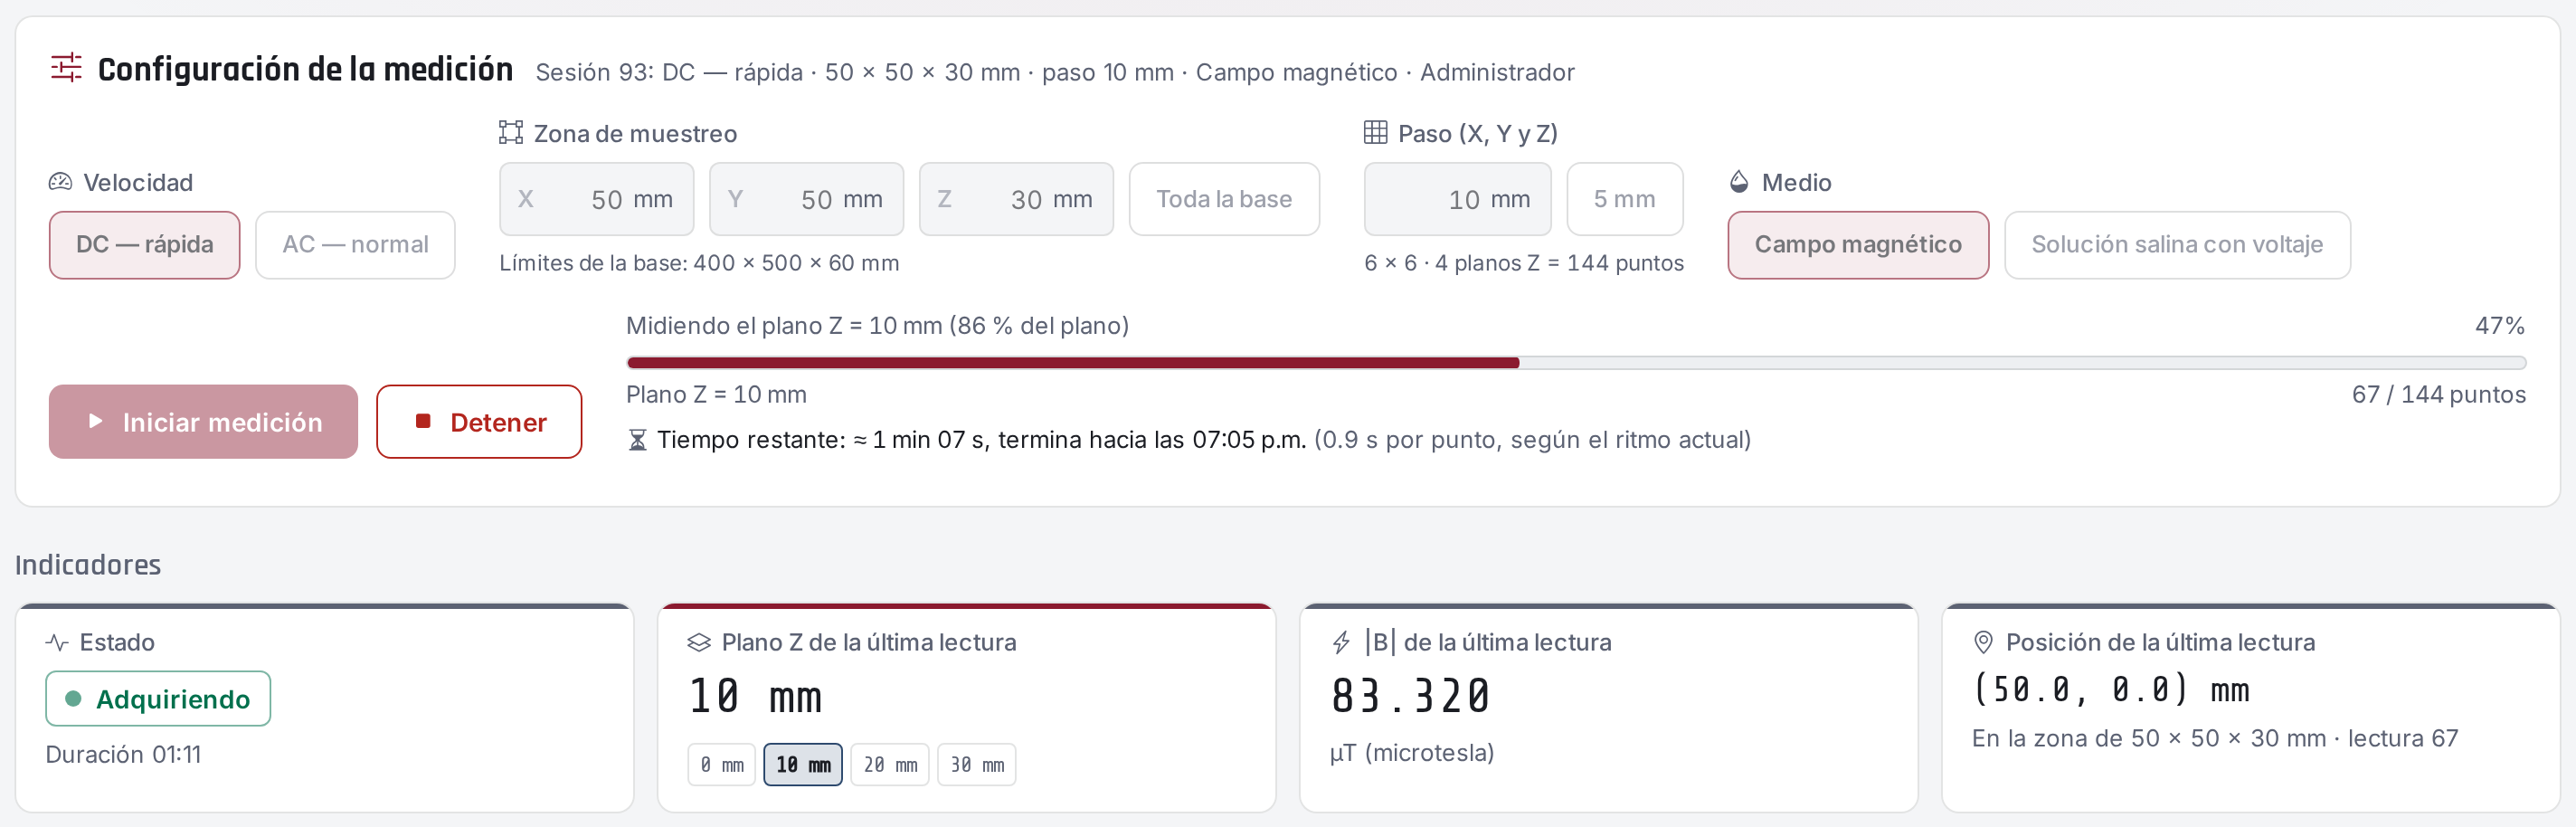 Configuración de la medición Sesión 93: DC — rápida · 50 × 50 × 30 mm · paso 10 mm · Campo magnético · Administrador
Velocidad
DC — rápida AC — normal
Zona de muestreo
X 50 mm Y 50 mm Z 30 mm Toda la base
Límites de la base: 400 × 500 × 60 mm
Paso (X, Y y Z)
10 mm 5 mm
6 × 6 · 4 planos Z = 144 puntos
Medio
Campo magnético Solución salina con voltaje
Iniciar medición Detener
Midiendo el plano Z = 10 mm (86 % del plano) 47%
Plano Z = 10 mm 67 / 144 puntos
Tiempo restante: ≈ 1 min 07 s, termina hacia las 07:05 p.m. (0.9 s por punto, según el ritmo actual)
Indicadores
Estado
Adquiriendo
Duración 01:11
Plano Z de la última lectura
10 mm
0 mm 10 mm 20 mm 30 mm
|B| de la última lectura
83.320
µT (microtesla)
Posición de la última lectura
(50.0, 0.0) mm
En la zona de 50 × 50 × 30 mm · lectura 67